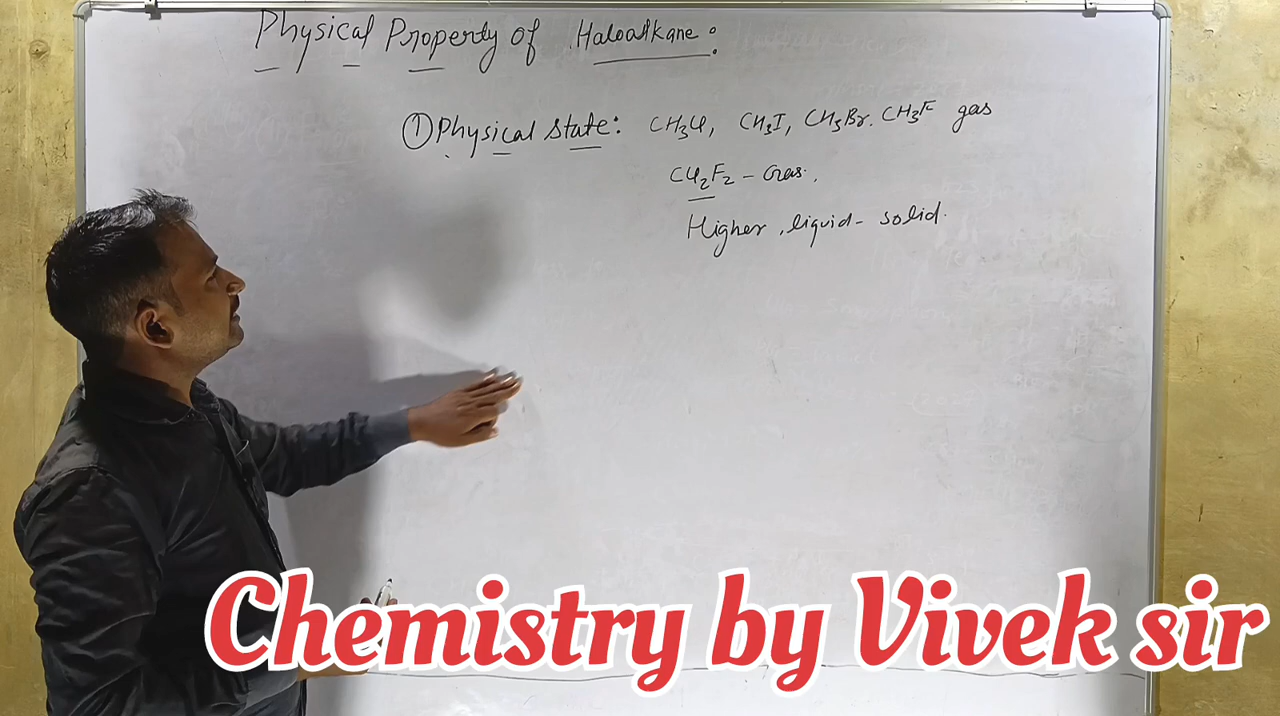 Physical Property of Haloalkane:
① Physical state: CH3Cl, CH3I, CH3Br. CH3F gas
CCl2F2 - Gas.
Higher, liquid - solid.
Chemistry by Vivek sir